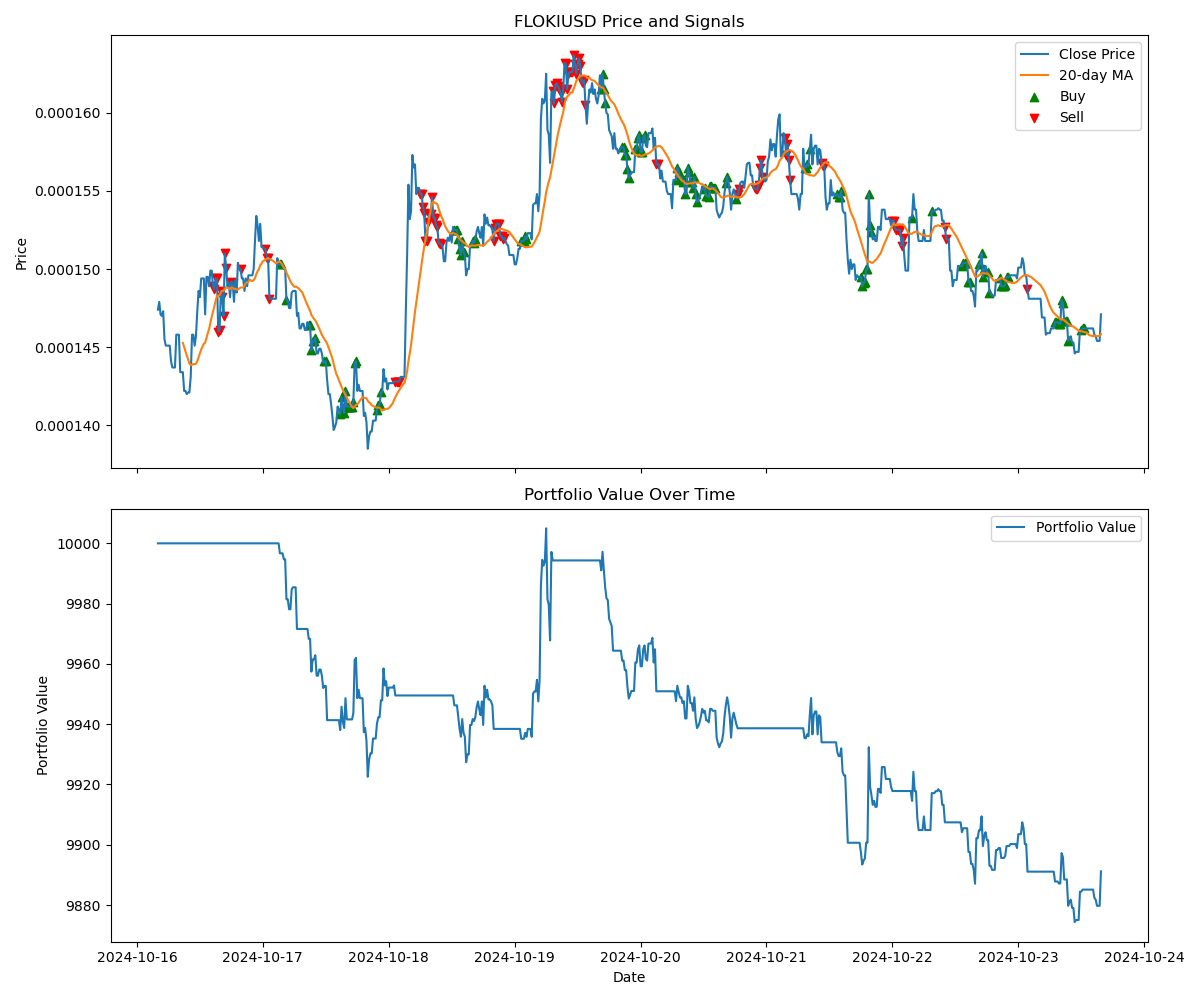 FLOKIUSD Price and Signals
Close Price
20-day MA
Buy
Sell
Price
0.000160
0.000155
0.000150
0.000145
0.000140
Portfolio Value Over Time
Portfolio Value
Portfolio Value
10000
9980
9960
9940
9920
9900
9880
2024-10-16 2024-10-17 2024-10-18 2024-10-19 2024-10-20 2024-10-21 2024-10-22 2024-10-23 2024-10-24
Date